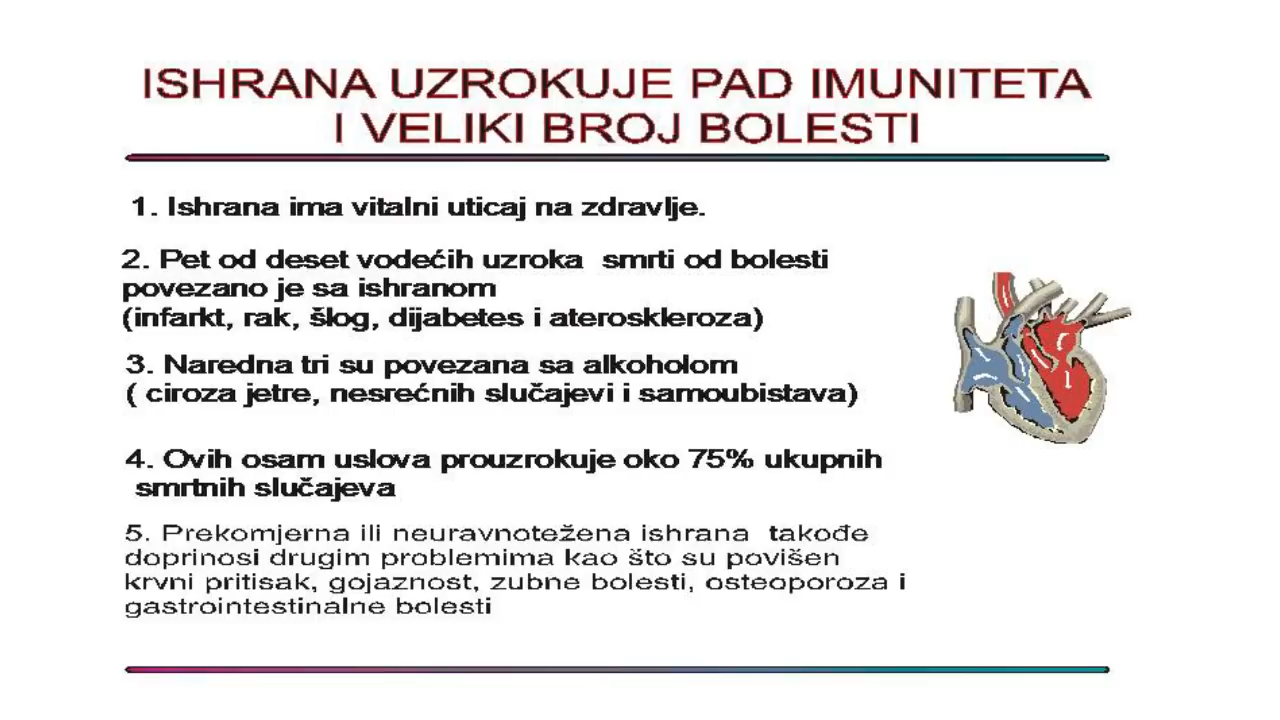 ISHRANA UZROKUJE PAD IMUNITETA
I VELIKI BROJ BOLESTI
1. Ishrana ima vitalni uticaj na zdravlje.
2. Pet od deset vodećih uzroka smrti od bolesti
povezano je sa ishranom
(infarkt, rak, šlog, dijabetes i ateroskleroza)
3. Naredna tri su povezana sa alkoholom
( ciroza jetre, nesrećnih slučajevi i samoubistava)
4. Ovih osam uslova prouzrokuje oko 75% ukupnih
smrtnih slučajeva
5. Prekomjerna ili neuravnotežena ishrana takođe
doprinosi drugim problemima kao što su povišen
krvni pritisak, gojaznost, zubne bolesti, osteoporoza i
gastrointestinalne bolesti